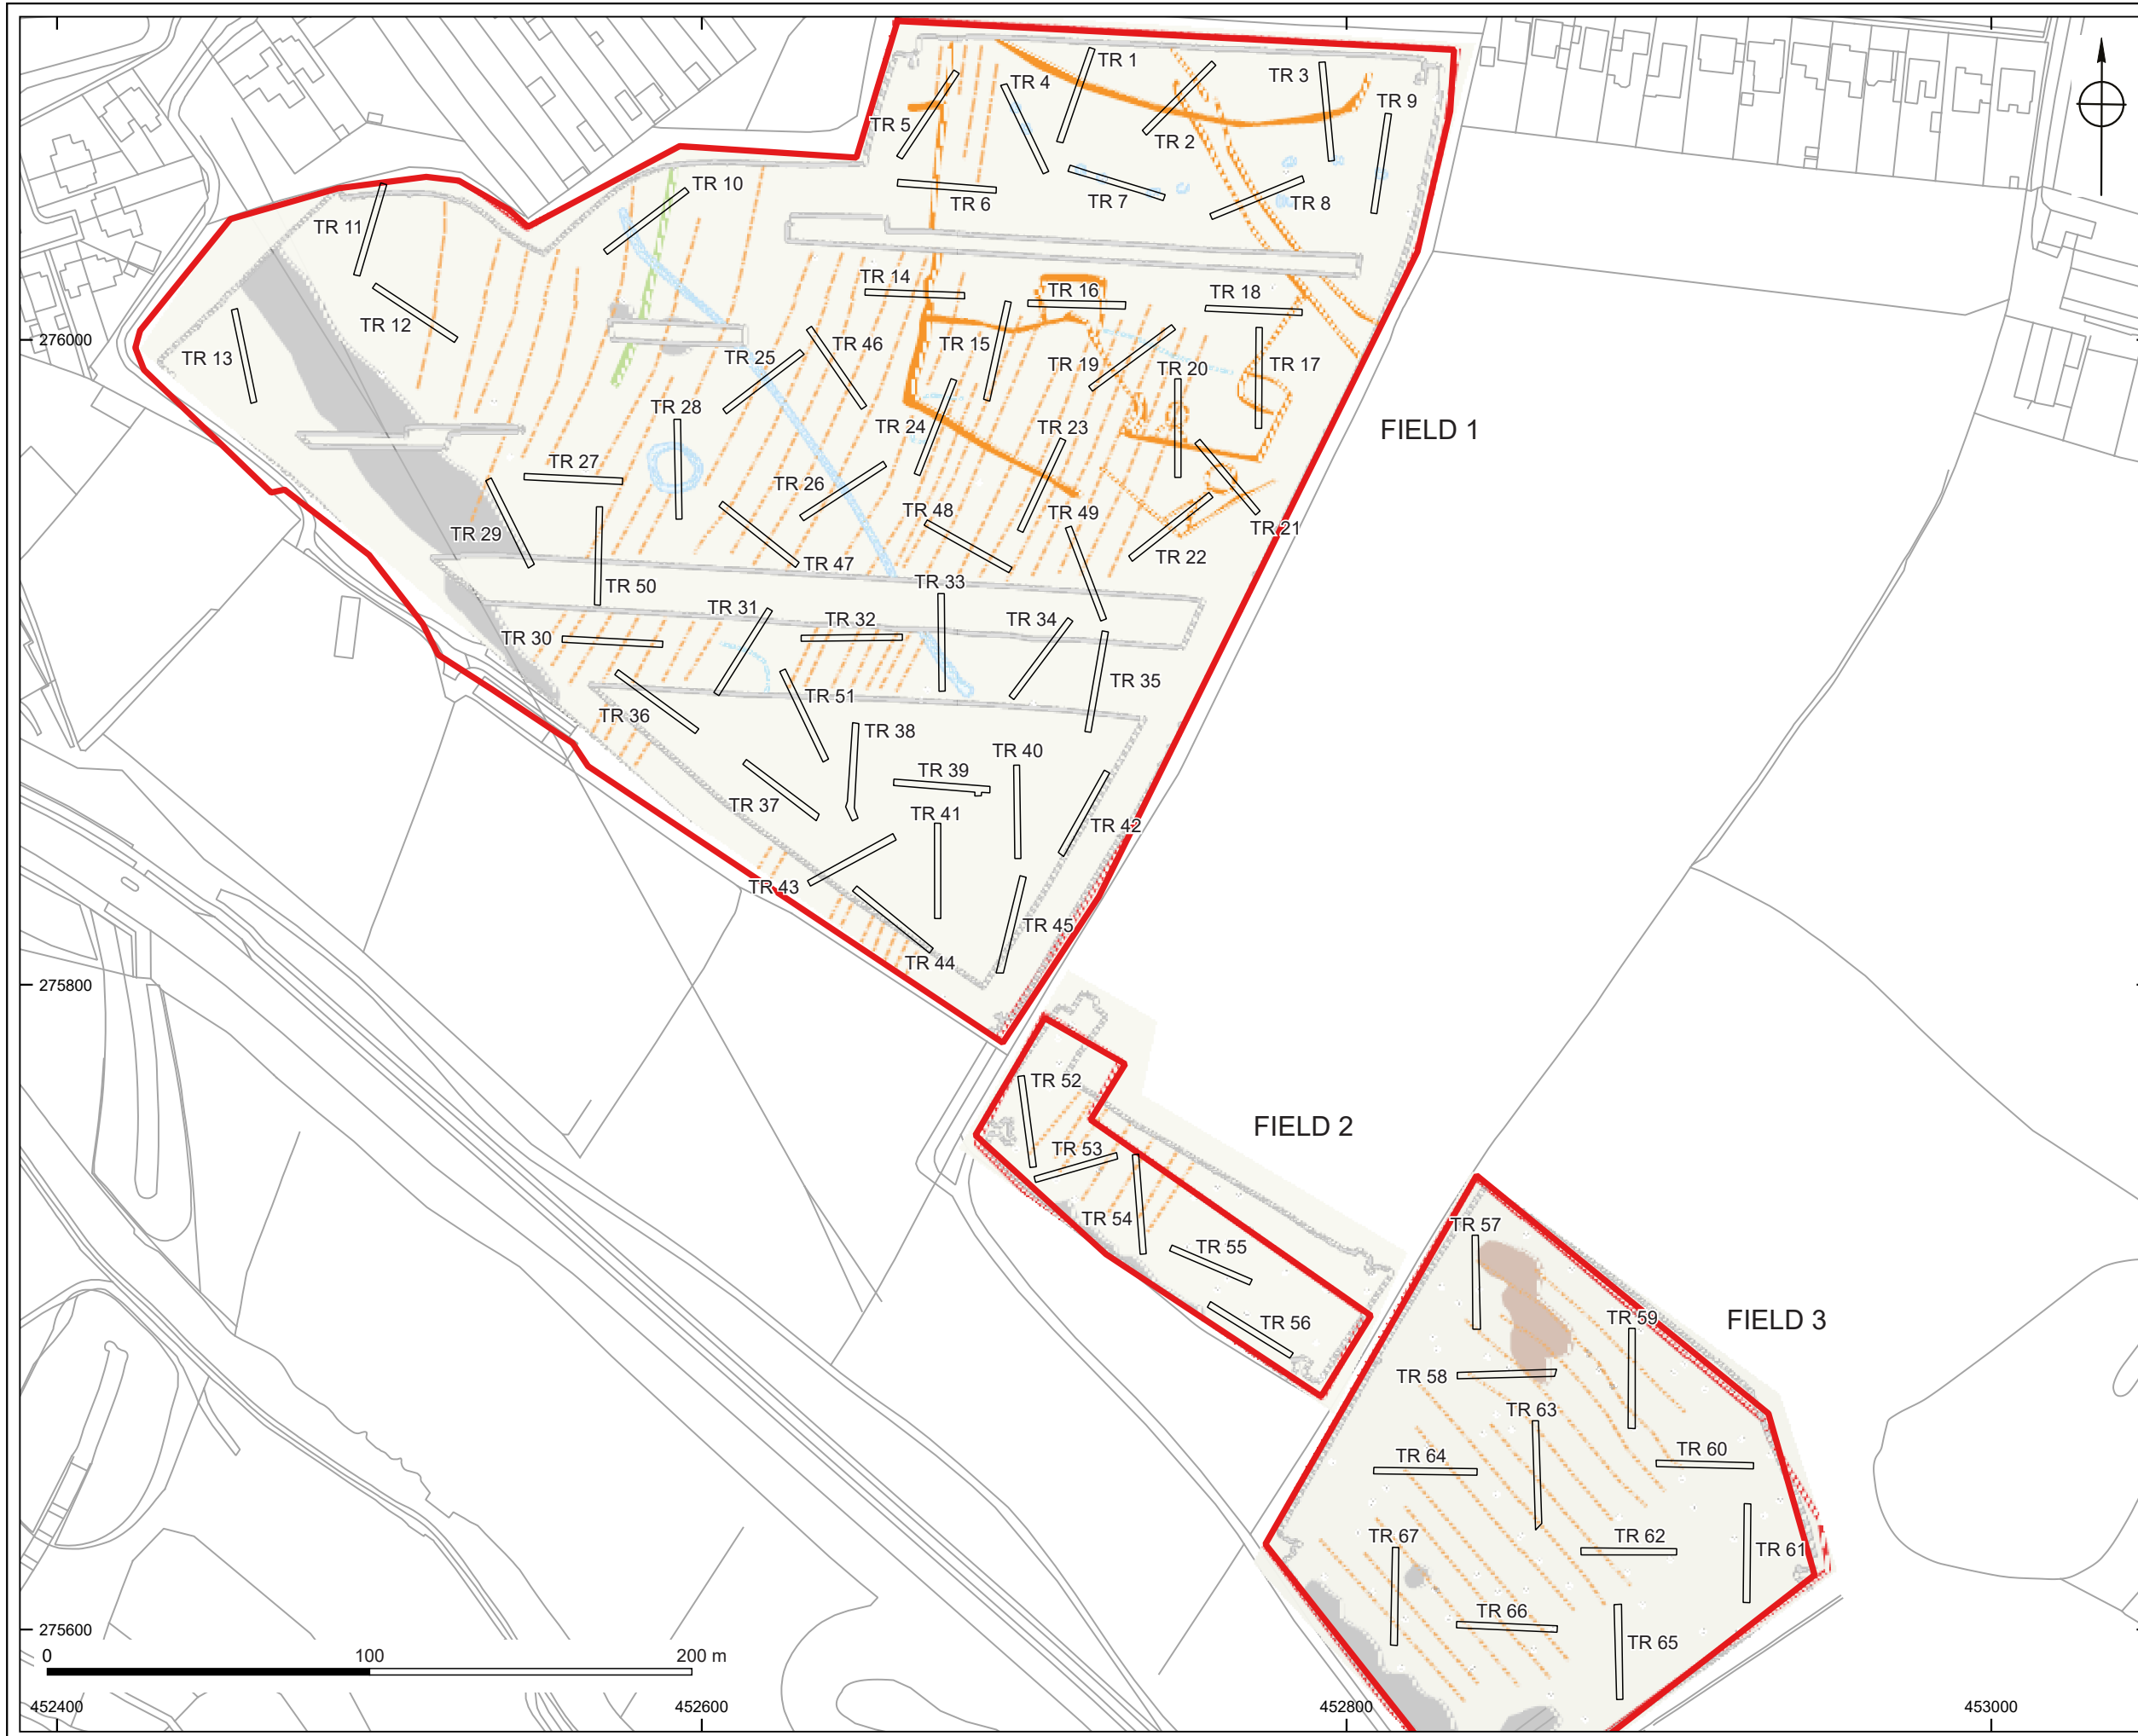 TR 1
TR 4
TR 3
TR 9
TR 5
TR 2
TR 10
TR 6
TR 7
TR 8
TR 11
TR 14
TR 16
TR 18
TR 12
TR 13
TR 25
TR 46
TR 15
TR 19
TR 20
TR 17
276000
TR 28
TR 24
TR 23
FIELD 1
TR 27
TR 26
TR 48
TR 49
TR 29
TR 21
TR 22
TR 47
TR 50
TR 33
TR 31
TR 32
TR 34
TR 30
TR 35
TR 51
TR 36
TR 38
TR 40
TR 39
TR 37
TR 41
TR 42
TR 43
TR 45
TR 44
275800
TR 52
FIELD 2
TR 53
TR 54
TR 57
TR 55
TR 56
TR 59
FIELD 3
TR 58
TR 63
TR 64
TR 60
TR 67
TR 62
TR 61
TR 66
TR 65
275600
0 100 200 m
452400 452600 452800 453000